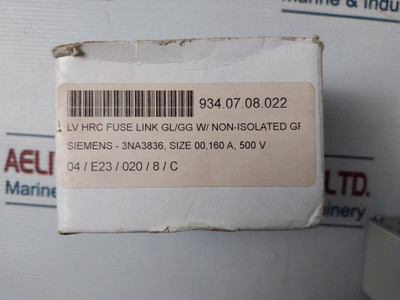 Marine & Indu
934.07.08.022
LV HRC FUSE LINK GL/GG W/ NON-ISOLATED GF
SIEMENS - 3NA3836, SIZE 00,160 A, 500 V
04 / E23 / 020 / 8 / C
AELI
LTD.
Marine
hinery